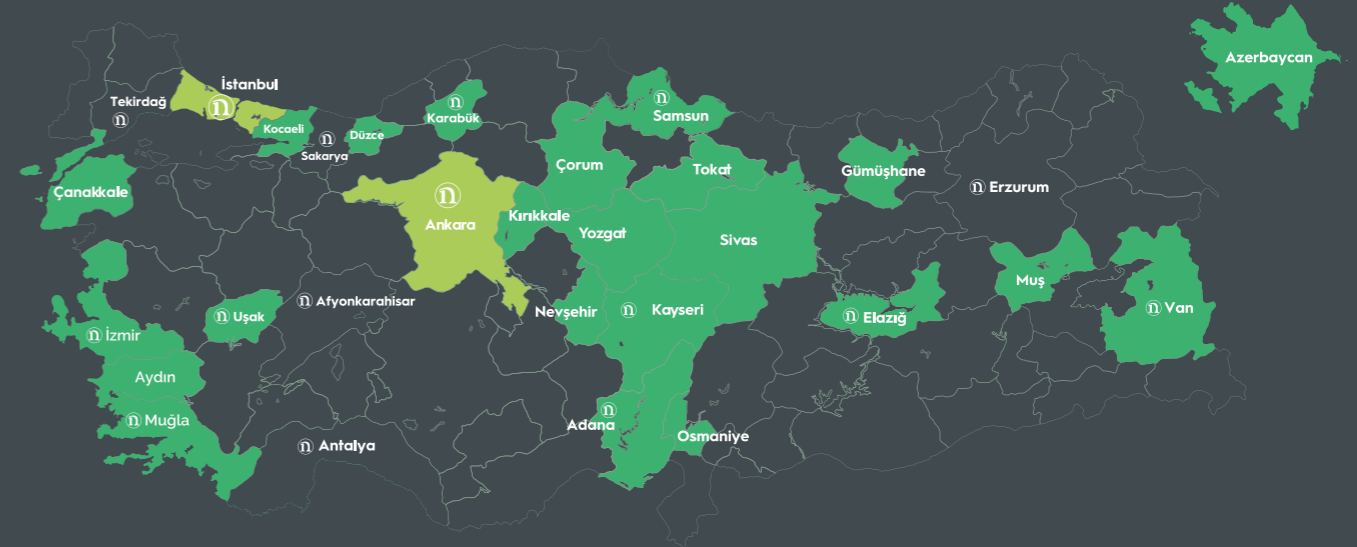 Azerbaycan
İstanbul
Tekirdağ
n
n
n
Karabük
n
Samsun
Kocaeli
Düzce
n
Sakarya
Çorum
Tokat
Gümüşhane
Çanakkale
n
Ankara
n Erzurum
Kırıkkale
Yozgat
Sivas
Muş
n Afyonkarahisar
Nevşehir
n Kayseri
n Van
n Uşak
n Elazığ
n İzmir
Aydın
n Muğla
n
Adana
Osmaniye
n Antalya